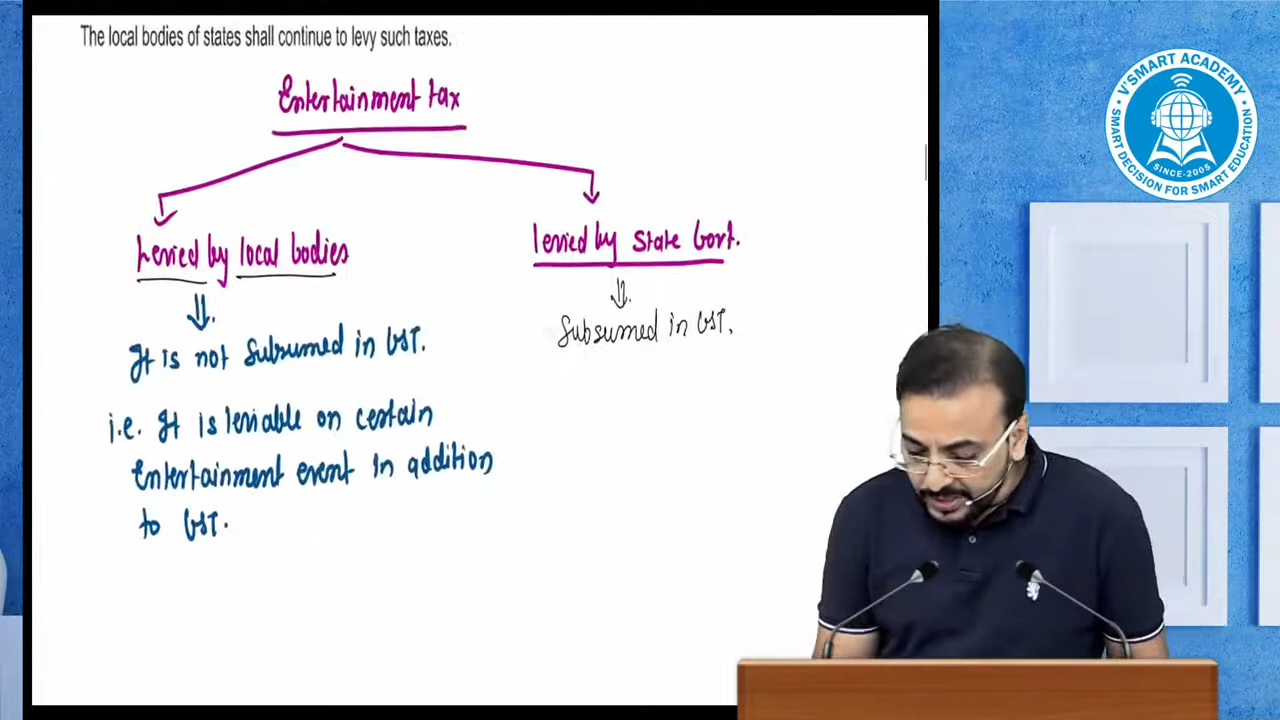 The local bodies of states shall continue to levy such taxes.
Entertainment tax
Levied by local bodies
levied by State Govt.
It is not Subsumed in GST.
Subsumed in GST.
i.e. It is leviable on certain
Entertainment event in addition
to GST.
V'SMART ACADEMY
SINCE-2005
SMART DECISION FOR SMART EDUCATION